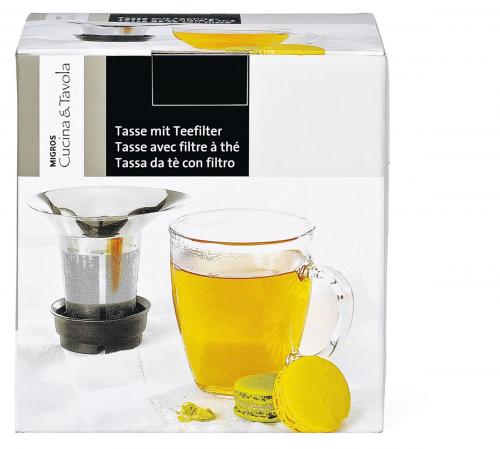 MIGROS
Cucina & Tavola
Tasse mit Teefilter
Tasse avec filtre à thé
Tassa da tè con filtro